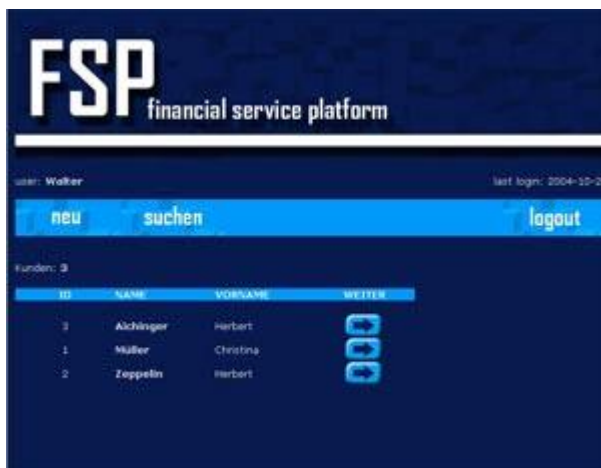 FSP
financial service platform
user: Walter last login: 2004-10-2
neu suchen logout
Kunden: 3
ID NAME VORNAME WEITER
3 Aichinger Herbert
1 Müller Christina
2 Zeppelin Herbert